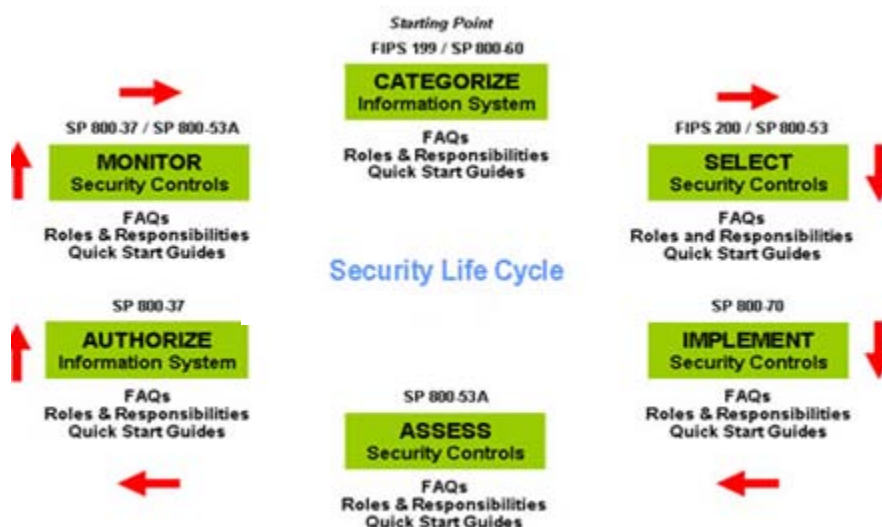 Starting Point
FIPS 199 / SP 800-60
CATEGORIZE
Information System
FAQs
Roles & Responsibilities
Quick Start Guides
FIPS 200 / SP 800-53
SELECT
Security Controls
FAQs
Roles and Responsibilities
Quick Start Guides
SP 800-70
IMPLEMENT
Security Controls
FAQs
Roles & Responsibilities
Quick Start Guides
SP 800-53A
ASSESS
Security Controls
FAQs
Roles & Responsibilities
Quick Start Guides
SP 800-37
AUTHORIZE
Information System
FAQs
Roles & Responsibilities
Quick Start Guides
SP 800-37 / SP 800-53A
MONITOR
Security Controls
FAQs
Roles & Responsibilities
Quick Start Guides
Security Life Cycle